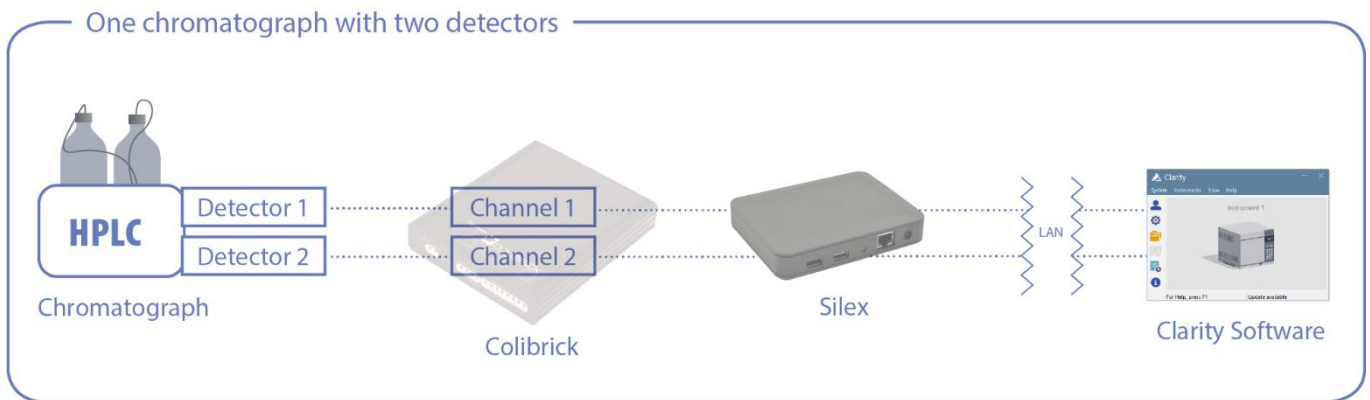 One chromatograph with two detectors
HPLC
Detector 1
Detector 2
Chromatograph
Channel 1
Channel 2
Colibrick
Silex
LAN
Clarity
System Instruments View Help
Instrument 1
For Help, press F1
Update available
Clarity Software